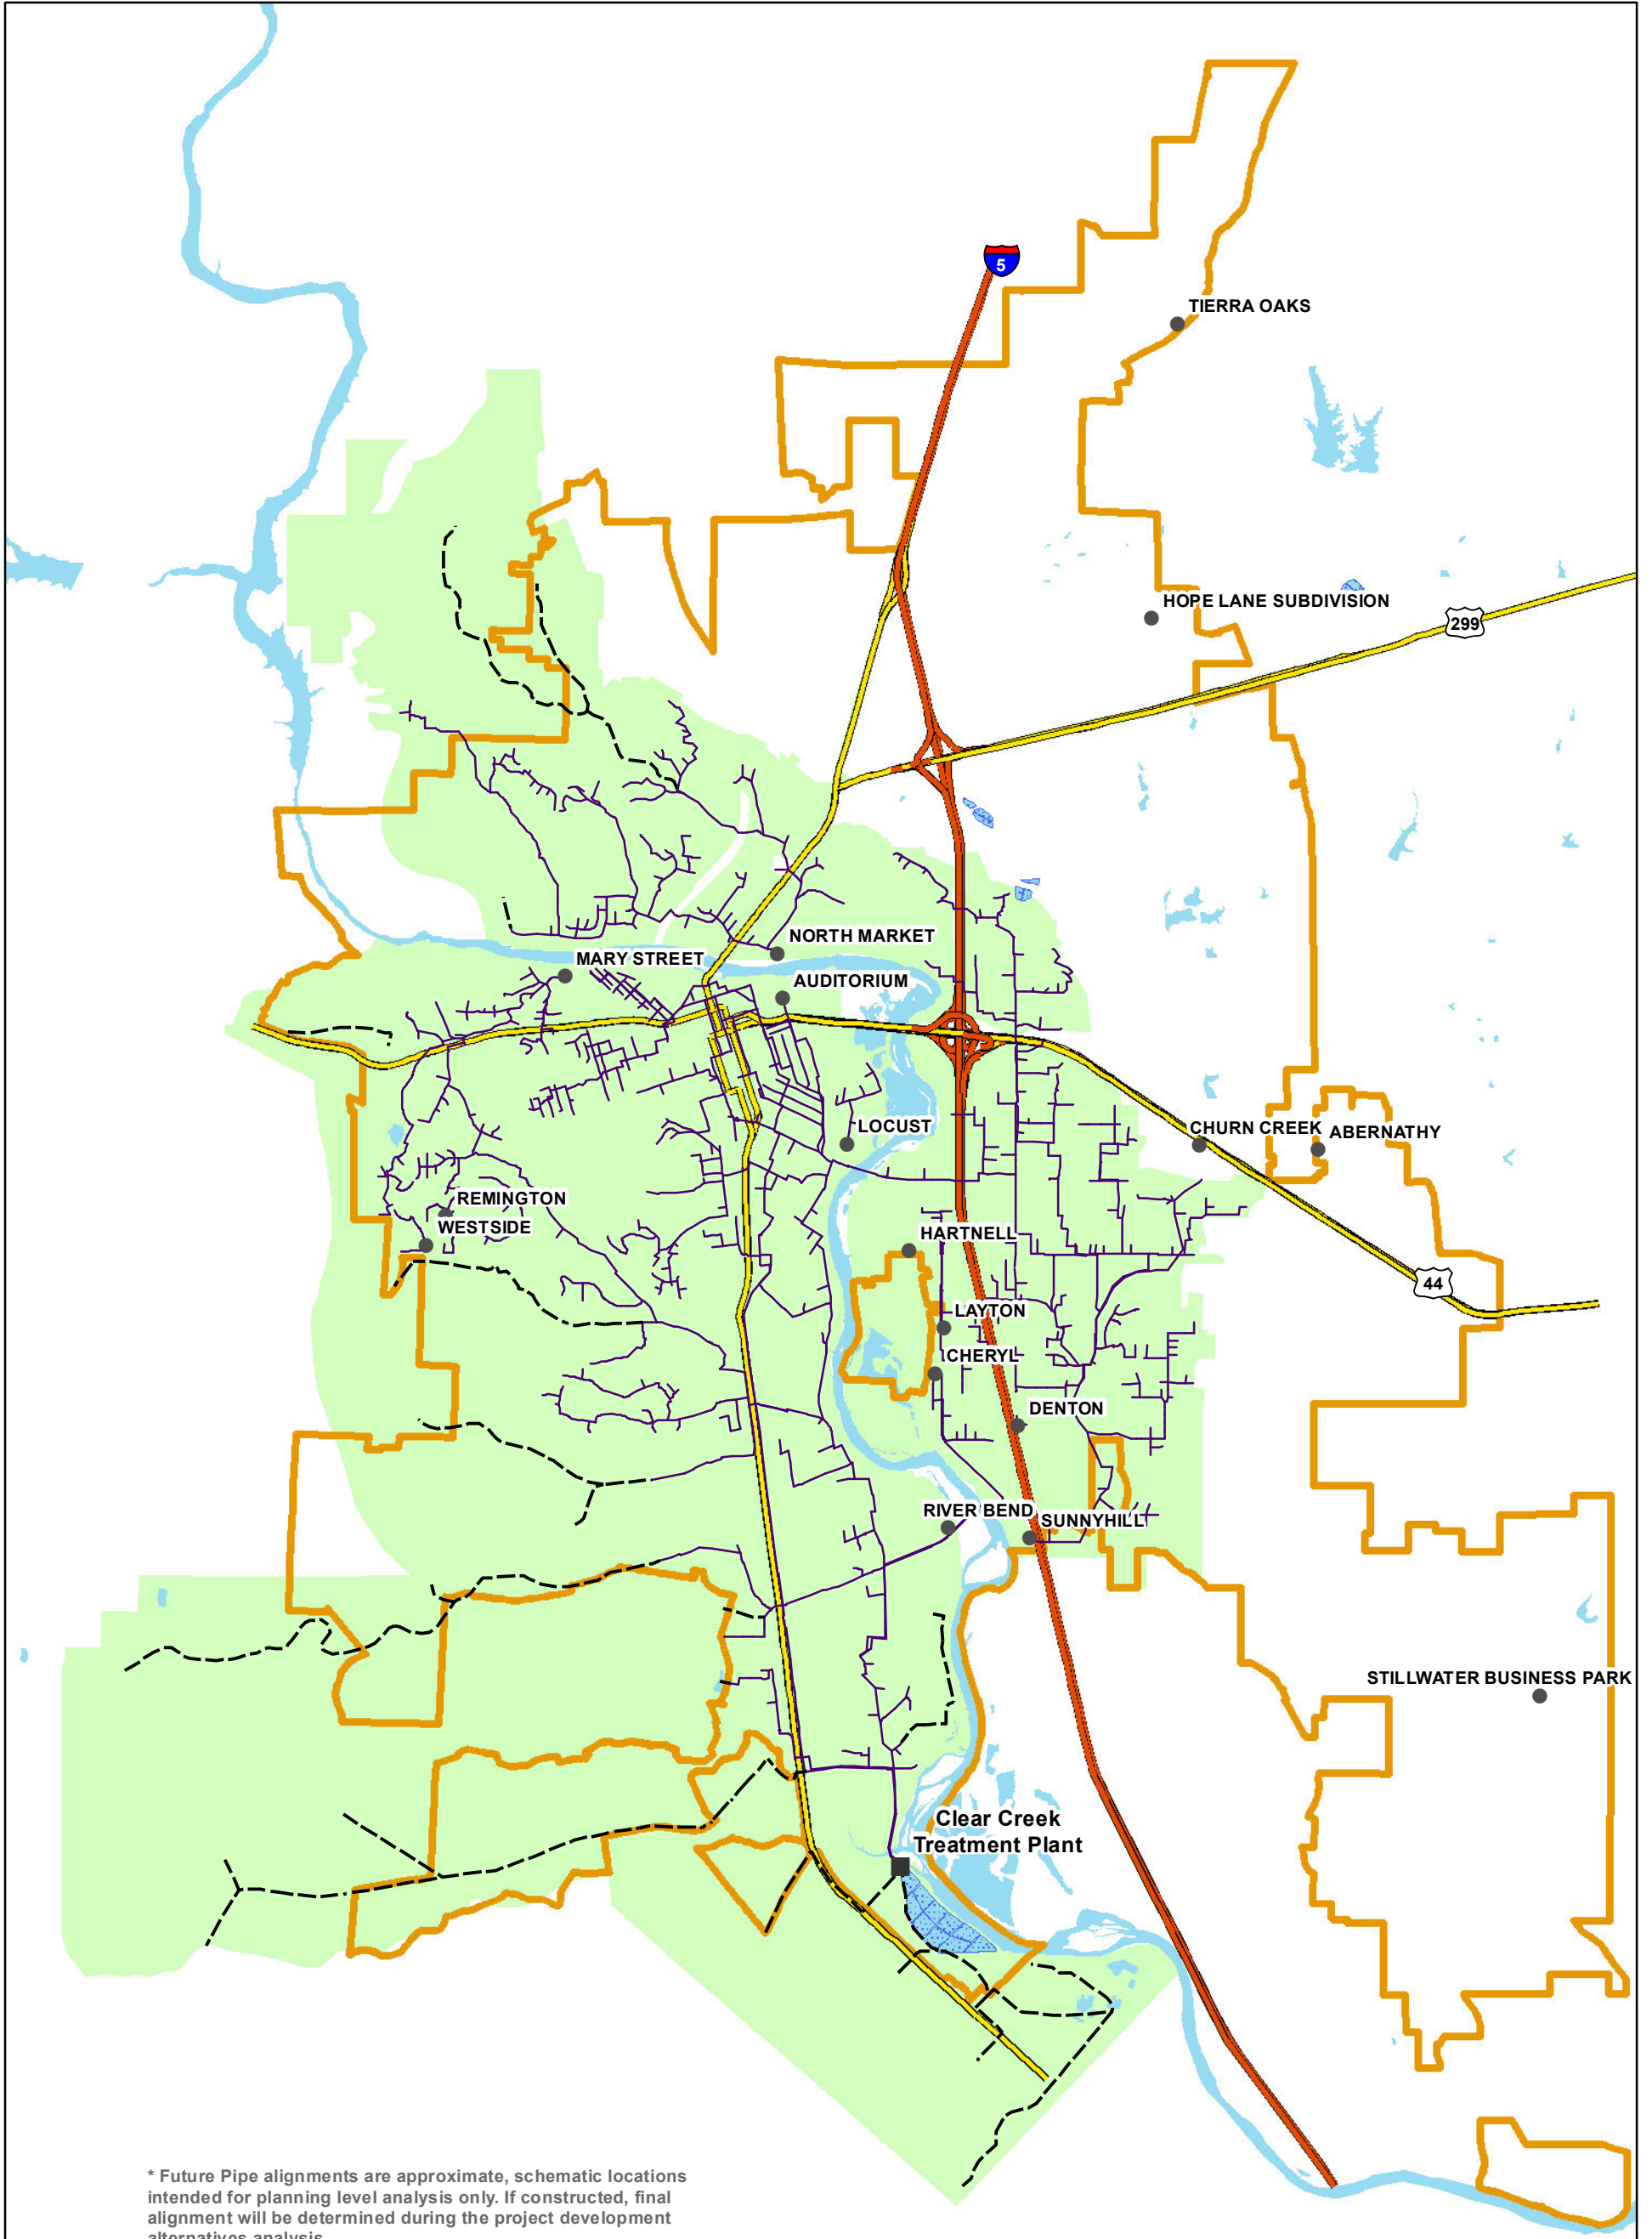 5
TIERRA OAKS
HOPE LANE SUBDIVISION
299
NORTH MARKET
MARY STREET
AUDITORIUM
LOCUST
CHURN CREEK
ABERNATHY
REMINGTON
WESTSIDE
HARTNELL
44
LAYTON
CHERYL
DENTON
RIVER BEND
SUNNYHILL
STILLWATER BUSINESS PARK
Clear Creek
Treatment Plant
* Future Pipe alignments are approximate, schematic locations
intended for planning level analysis only. If constructed, final
alignment will be determined during the project development
alternatives analysis